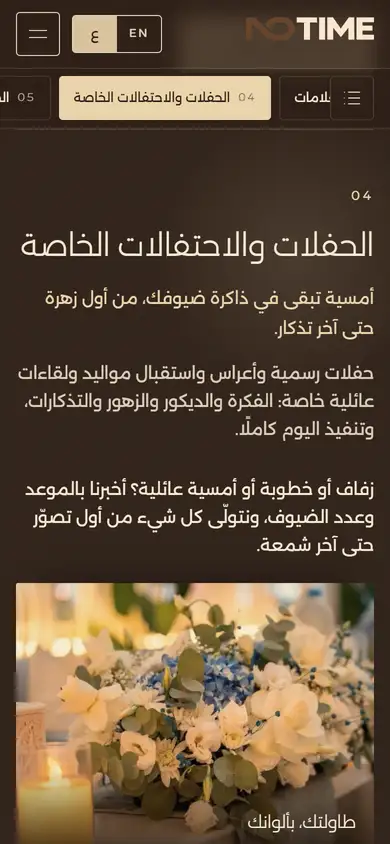 NOTIME
EN
ع
04 الحفلات والاحتفالات الخاصة
05
04
الحفلات والاحتفالات الخاصة
أمسية تبقى في ذاكرة ضيوفك، من أول زهرة
حتى آخر تذكار.
حفلات رسمية وأعراس واستقبال مواليد ولقاءات
عائلية خاصة: الفكرة والديكور والزهور والتذكارات،
وتنفيذ اليوم كاملًا.
زفاف أو خطوبة أو أمسية عائلية؟ أخبرنا بالموعد
وعدد الضيوف، ونتولّى كل شيء من أول تصوّر
حتى آخر شمعة.
طاولتك، بألوانك